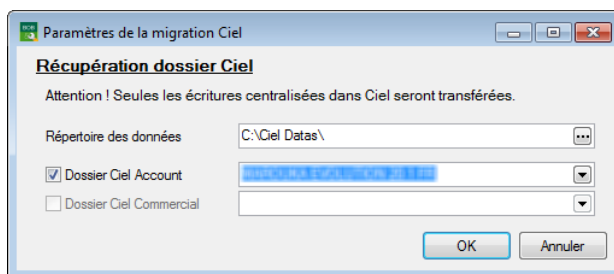 Paramètres de la migration Ciel
Récupération dossier Ciel
Attention ! Seules les écritures centralisées dans Ciel seront transférées.
Répertoire des données C:\Ciel Datas\ ...
Dossier Ciel Account
Dossier Ciel Commercial
OK Annuler